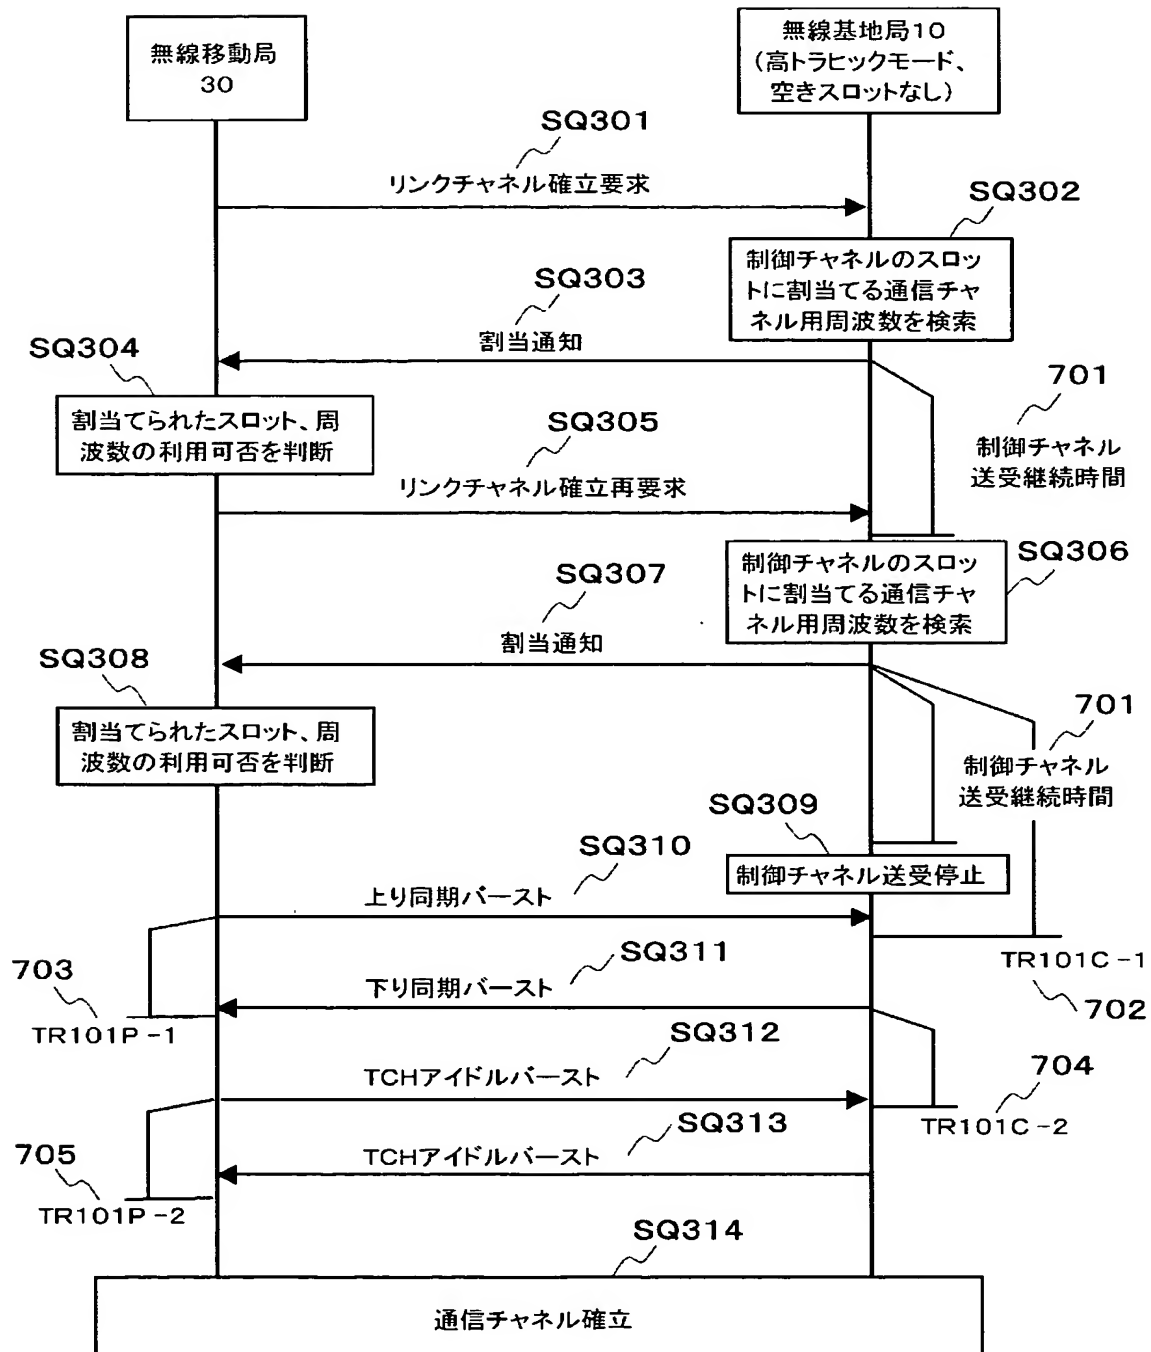 無線移動局
30
無線基地局10
(高トラヒックモード、
空きスロットなし)
SQ301
リンクチャネル確立要求
SQ302
制御チャネルのスロッ
トに割当てる通信チャ
ネル用周波数を検索
SQ303
割当通知
SQ304
割当てられたスロット、周
波数の利用可否を判断
701
制御チャネル
送受継続時間
SQ305
リンクチャネル確立再要求
SQ306
制御チャネルのスロッ
トに割当てる通信チャ
ネル用周波数を検索
SQ307
割当通知
SQ308
割当てられたスロット、周
波数の利用可否を判断
701
制御チャネル
送受継続時間
SQ309
制御チャネル送受停止
SQ310
上り同期バースト
TR101C-1
702
SQ311
下り同期バースト
703
TR101P-1
SQ312
TCHアイドルバースト
704
TR101C-2
SQ313
TCHアイドルバースト
705
TR101P-2
SQ314
通信チャネル確立